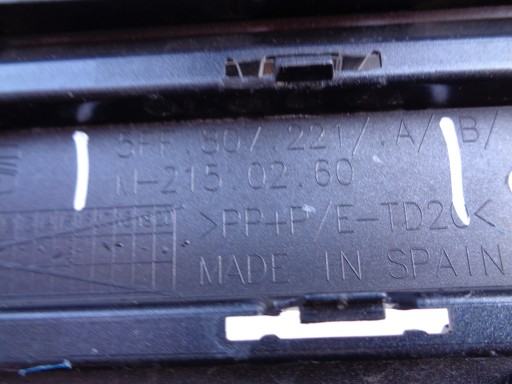 5FF.807.221/.A/.B/
M-215.02.60
>PP+P/E-TD20<
MADE IN SPAIN